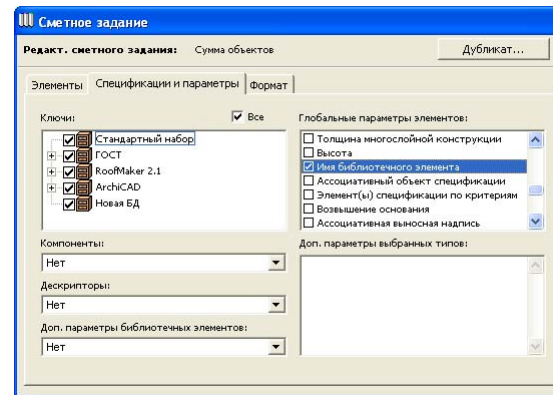 Сметное задание
Редакт. сметного задания: Сумма объектов
Дубликат...
Элементы Спецификации и параметры Формат
Ключи:
Все
Стандартный набор
ГОСТ
RoofMaker 2.1
ArchiCAD
Новая БД
Компоненты:
Нет
Дескрипторы:
Нет
Доп. параметры библиотечных элементов:
Нет
Глобальные параметры элементов:
Толщина многослойной конструкции
Высота
Имя библиотечного элемента
Ассоциативный объект спецификации
Элемент(ы) спецификации по критериям
Возвышение основания
Ассоциативная выносная надпись
Доп. параметры выбранных типов: